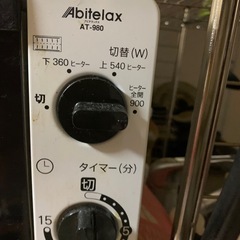 Abitelax
AT-980
切替(W)
下 360 ヒーター 上 540 ヒーター
切 ヒーター
全開
900
タイマー(分)
切
15